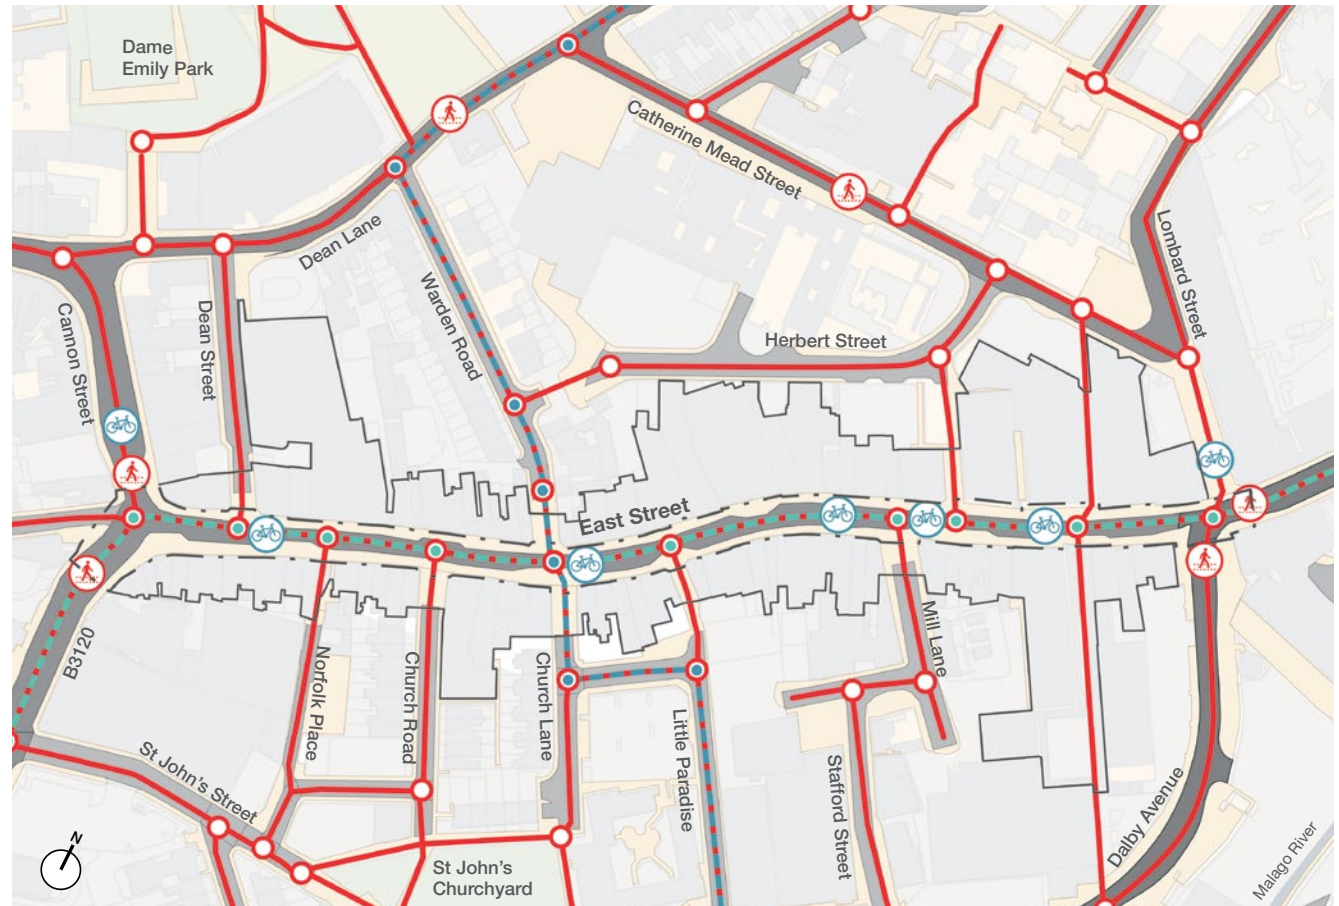 Dame
Emily Park
Catherine Mead Street
Dean Lane
Lombard Street
Warden Road
Cannon Street
Dean Street
Herbert Street
East Street
B3120
Norfolk Place
Church Road
Church Lane
Little Paradise
Mill Lane
St John's Street
Stafford Street
Dalby Avenue
Malago River
N
St John's
Churchyard